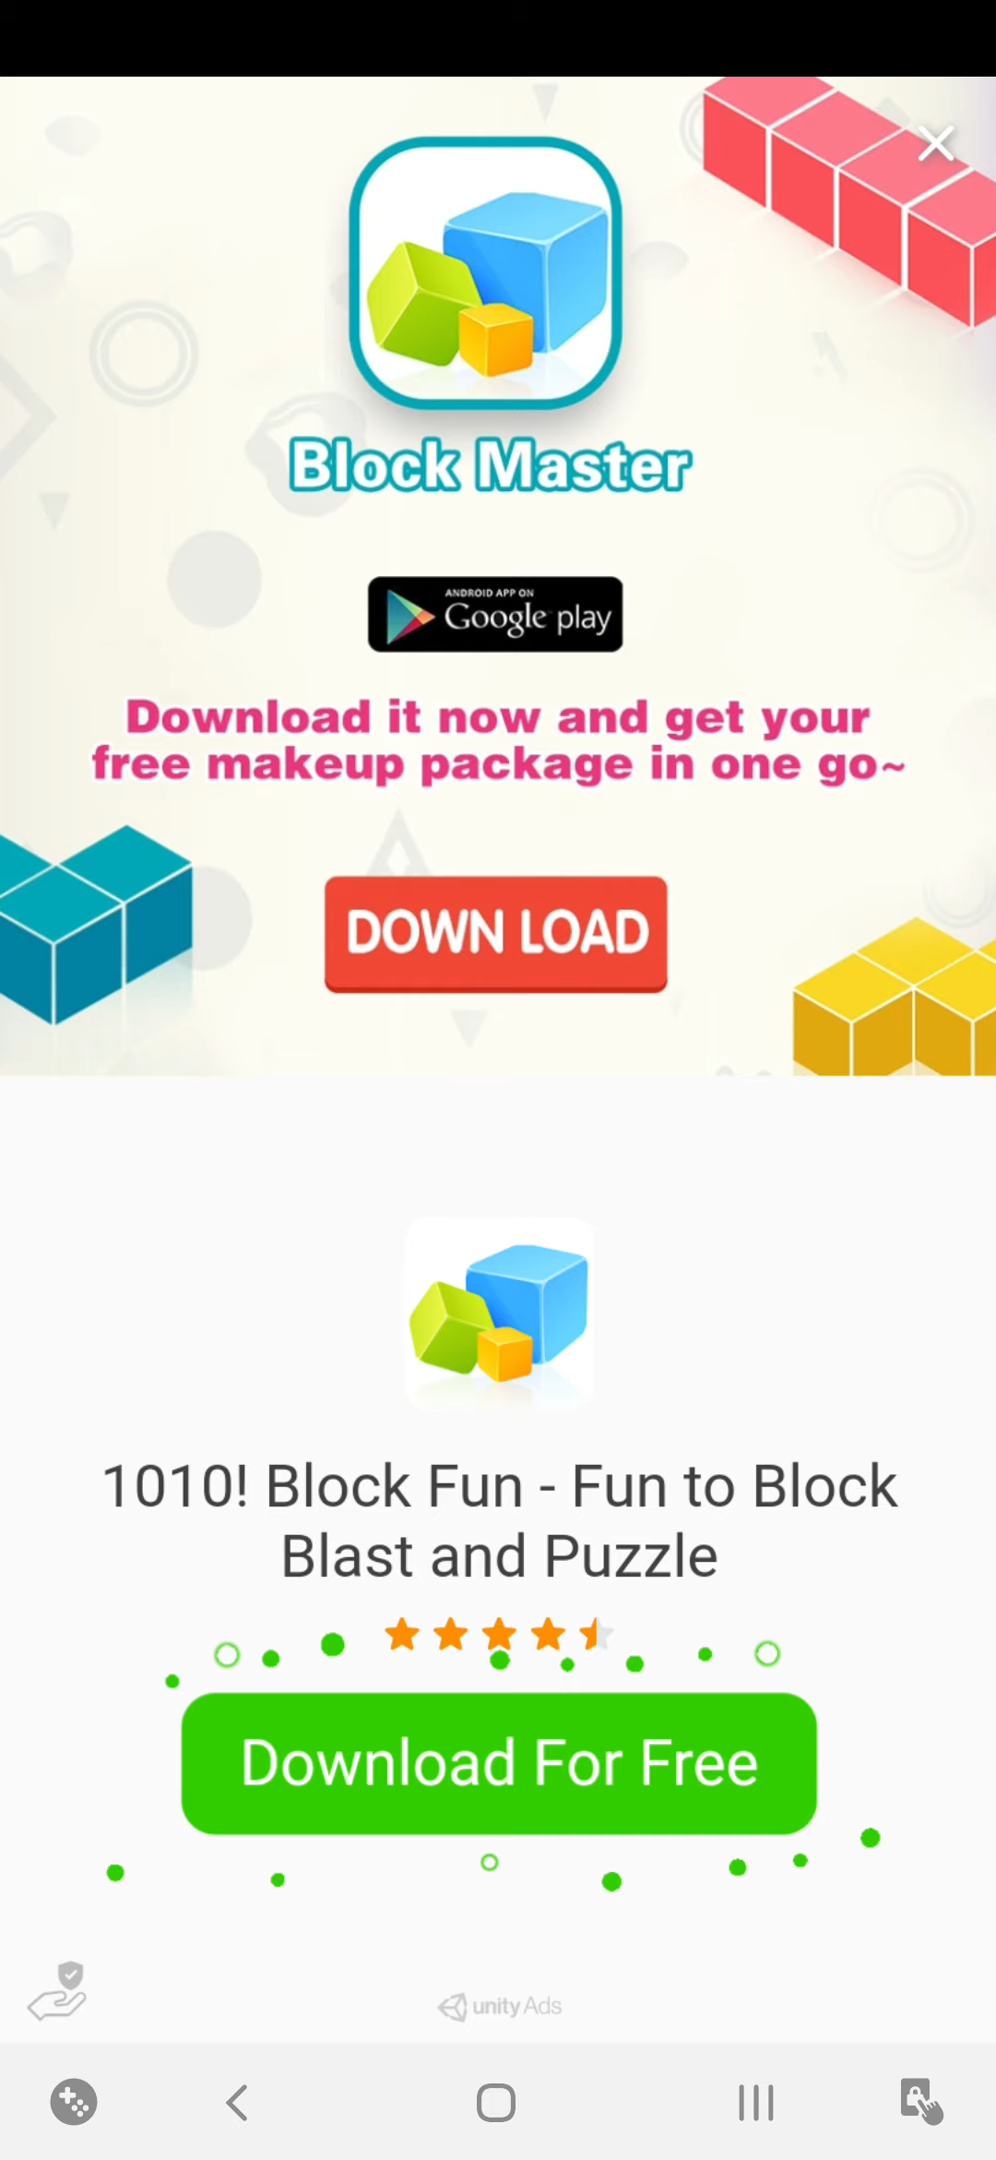 Block Master
ANDROID APP ON
Google play
Download it now and get your
free makeup package in one go~
DOWN LOAD
1010! Block Fun - Fun to Block
Blast and Puzzle
Download For Free
unity Ads